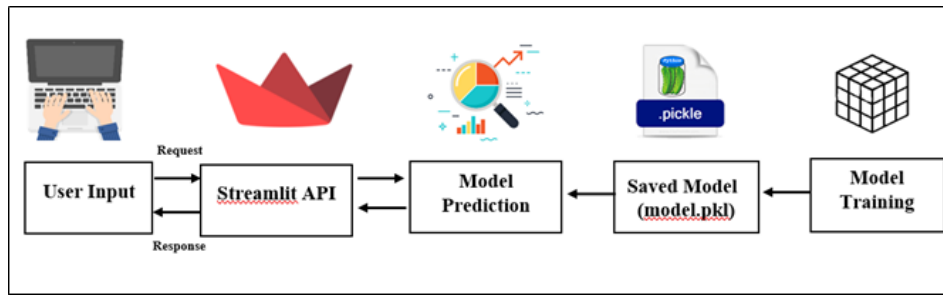 .pickle
Request
User Input
Streamlit API
Model
Prediction
Saved Model
(model.pkl)
Model
Training
Response